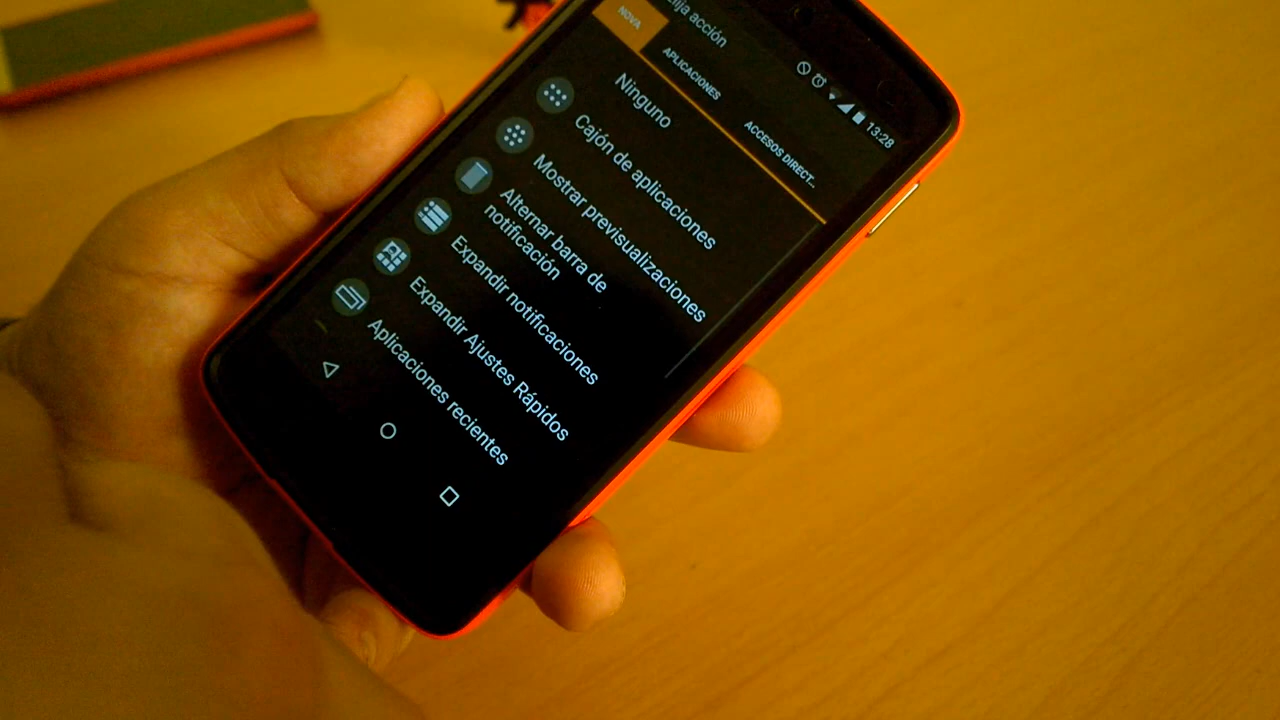 13:28
acción
NOVA
APLICACIONES
ACCESOS DIRECT...
Ninguno
Cajón de aplicaciones
Mostrar previsualizaciones
Alternar barra de
notificación
Expandir notificaciones
Expandir Ajustes Rápidos
Aplicaciones recientes